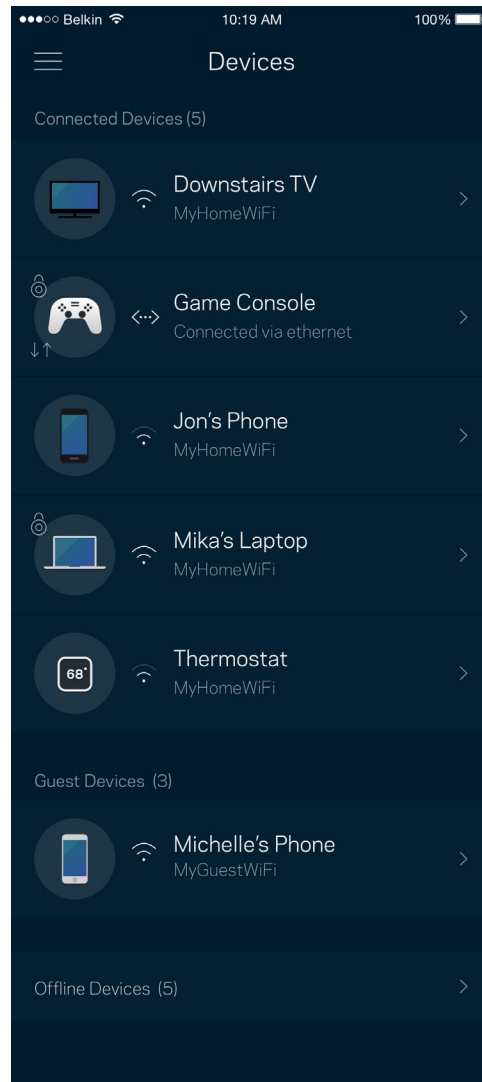 Belkin 10:19 AM 100%
Devices
Connected Devices (5)
Downstairs TV
MyHomeWiFi
Game Console
Connected via ethernet
Jon's Phone
MyHomeWiFi
Mika's Laptop
MyHomeWiFi
68°
Thermostat
MyHomeWiFi
Guest Devices (3)
Michelle's Phone
MyGuestWiFi
Offline Devices (5)